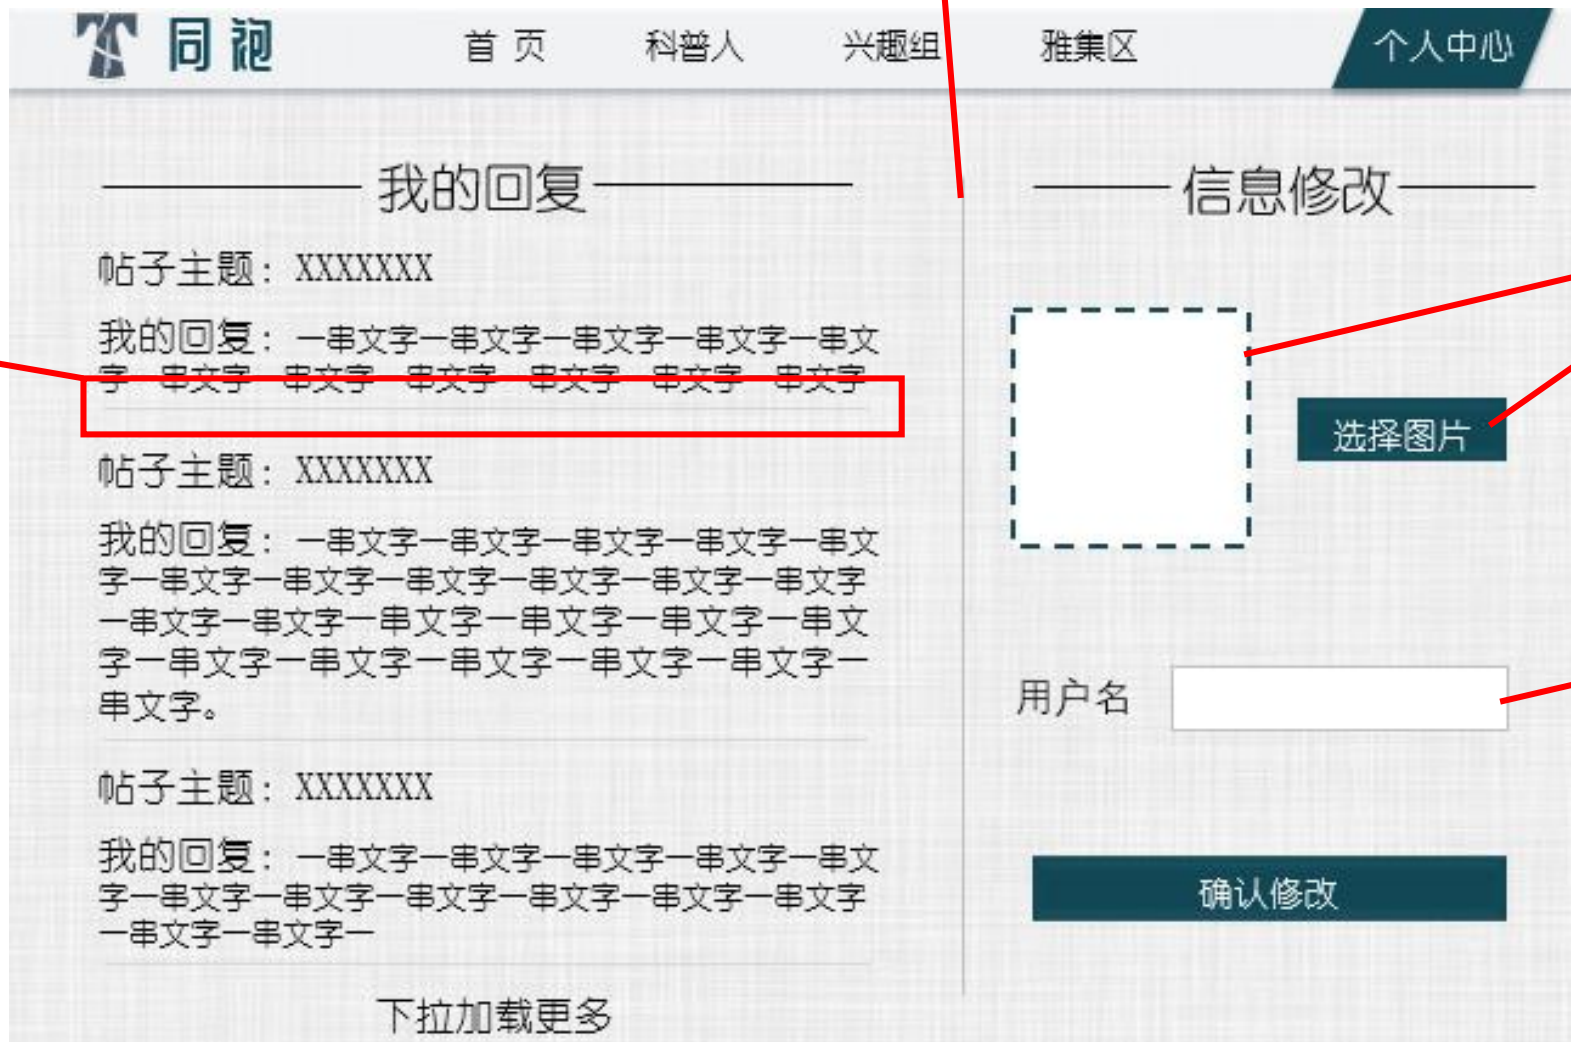 同袍
首页 科普人 兴趣组 雅集区 个人中心
我的回复
帖子主题：XXXXXXX
我的回复：一串文字一串文字一串文字一串文字一串文
字一串文字一串文字一串文字一串文字一串文字一串文字
帖子主题：XXXXXXX
我的回复：一串文字一串文字一串文字一串文字一串文
字一串文字一串文字一串文字一串文字一串文字一串文字
一串文字一串文字一串文字一串文字一串文字一串文
字一串文字一串文字一串文字一串文字一串文字一
串文字。
帖子主题：XXXXXXX
我的回复：一串文字一串文字一串文字一串文字一串文
字一串文字一串文字一串文字一串文字一串文字一串文字
一串文字一串文字一
下拉加载更多
信息修改
选择图片
用户名
确认修改